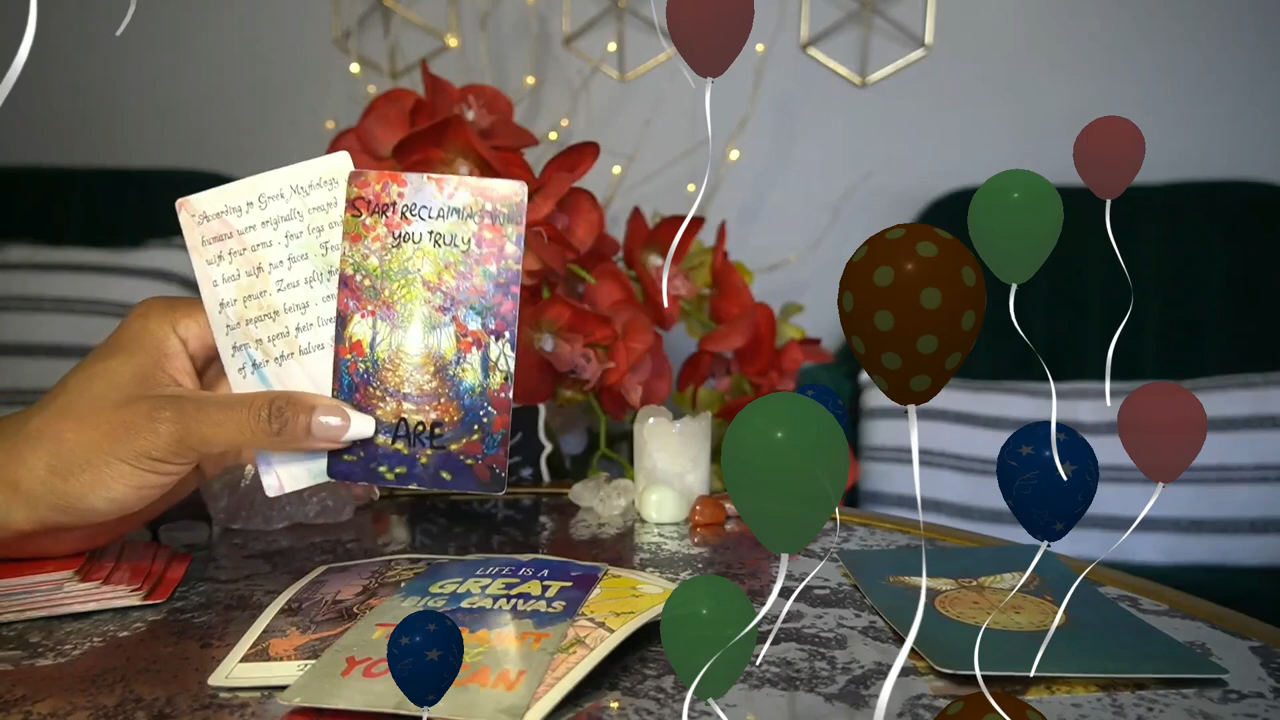 "According to Greek Mythology
humans were originally created
with four arms, four legs and
a head with two faces.
their power, Zeus split
two separate beings,
them to spend their lives
of their other halves
START RECLAIMING
YOU TRULY
ARE
LIFE IS A
GREAT
BIG CANVAS